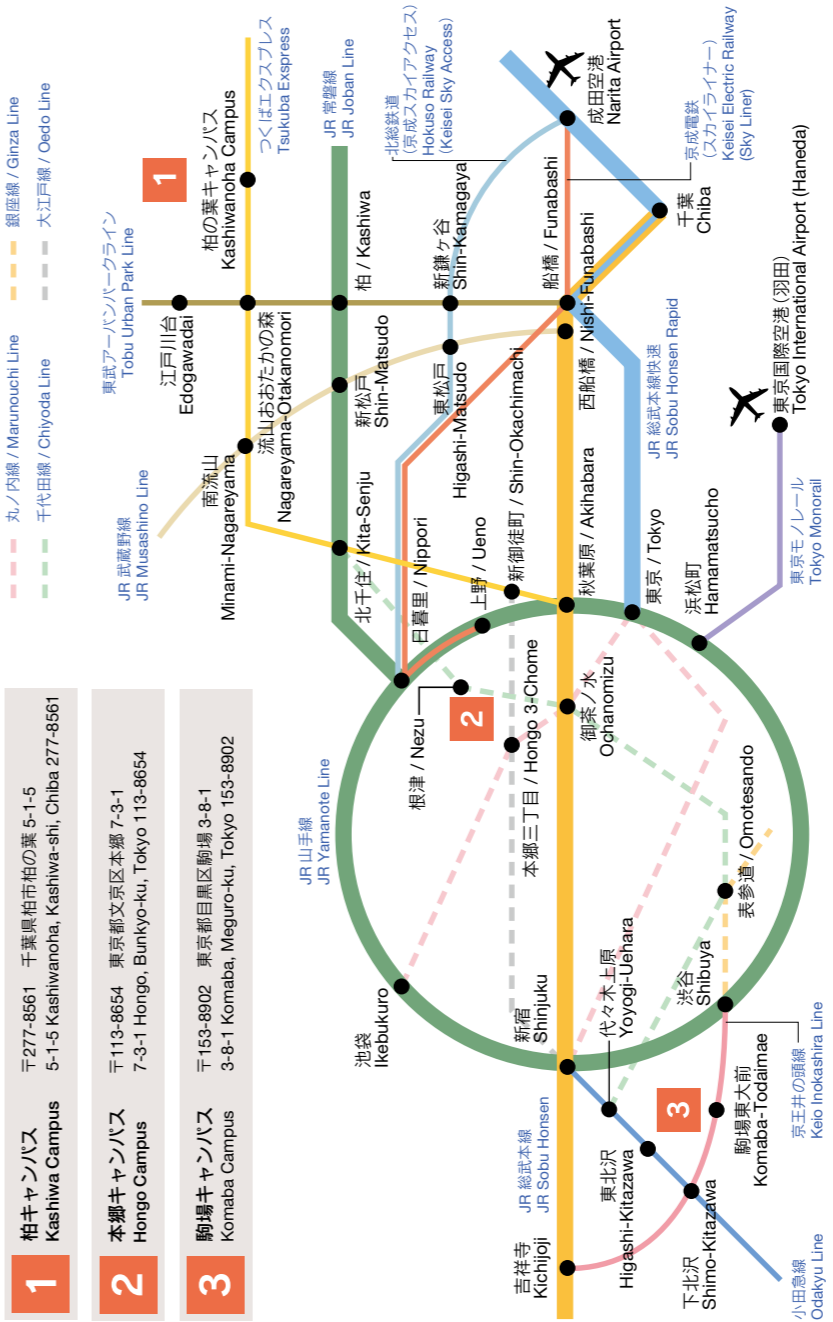 1
柏キャンパス
Kashiwa Campus
〒277-8561　千葉県柏市柏の葉 5-1-5
5-1-5 Kashiwanoha, Kashiwa-shi, Chiba 277-8561
2
本郷キャンパス
Hongo Campus
〒113-8654　東京都文京区本郷 7-3-1
7-3-1 Hongo, Bunkyo-ku, Tokyo 113-8654
3
駒場キャンパス
Komaba Campus
〒153-8902　東京都目黒区駒場 3-8-1
3-8-1 Komaba, Meguro-ku, Tokyo 153-8902
丸ノ内線 / Marunouchi Line
銀座線 / Ginza Line
千代田線 / Chiyoda Line
大江戸線 / Oedo Line
JR 武蔵野線
JR Musashino Line
東武アーバンパークライン
Tobu Urban Park Line
江戸川台
Edogawadai
1
柏の葉キャンパス
Kashiwanoha Campus
つくばエクスプレス
Tsukuba Exspress
南流山
Minami-Nagareyama
流山おおたかの森
Nagareyama-Otakanomori
JR 常磐線
JR Joban Line
新松戸
Shin-Matsudo
柏 / Kashiwa
北千住 / Kita-Senju
北総鉄道
(京成スカイアクセス)
Hokuso Railway
(Keisei Sky Access)
JR 山手線
JR Yamanote Line
池袋
Ikebukuro
日暮里 / Nippori
根津 / Nezu
2
上野 / Ueno
東松戸
Higashi-Matsudo
新鎌ヶ谷
Shin-Kamagaya
新宿
Shinjuku
本郷三丁目 / Hongo 3-Chome
新御徒町 / Shin-Okachimachi
船橋 / Funabashi
成田空港
Narita Airport
JR 総武本線
JR Sobu Honsen
吉祥寺
Kichijoji
御茶ノ水
Ochanomizu
秋葉原 / Akihabara
西船橋 / Nishi-Funabashi
東北沢
Higashi-Kitazawa
代々木上原
Yoyogi-Uehara
東京 / Tokyo
JR 総武本線快速
JR Sobu Honsen Rapid
千葉
Chiba
京成電鉄
(スカイライナー)
Keisei Electric Railway
(Sky Liner)
3
下北沢
Shimo-Kitazawa
渋谷
Shibuya
浜松町
Hamamatsucho
駒場東大前
Komaba-Todaimae
表参道 / Omotesando
小田急線
Odakyu Line
京王井の頭線
Keio Inokashira Line
東京モノレール
Tokyo Monorail
東京国際空港(羽田)
Tokyo International Airport (Haneda)